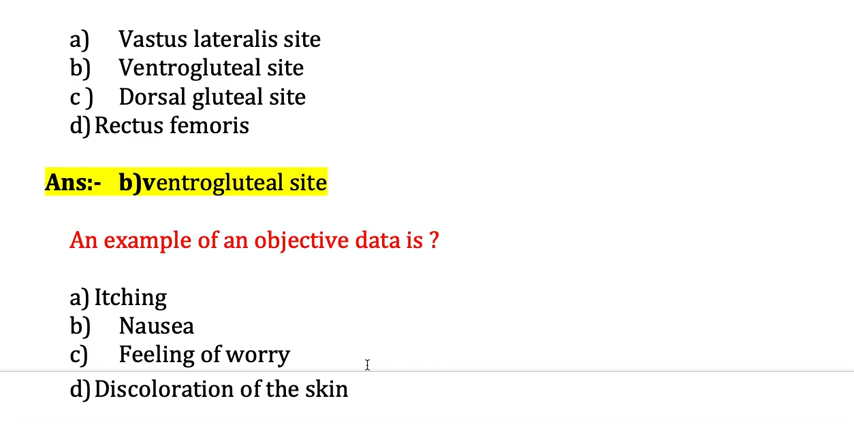 a) Vastus lateralis site
b) Ventrogluteal site
c ) Dorsal gluteal site
d) Rectus femoris
Ans:- b)ventrogluteal site
An example of an objective data is ?
a) Itching
b) Nausea
c) Feeling of worry
d) Discoloration of the skin